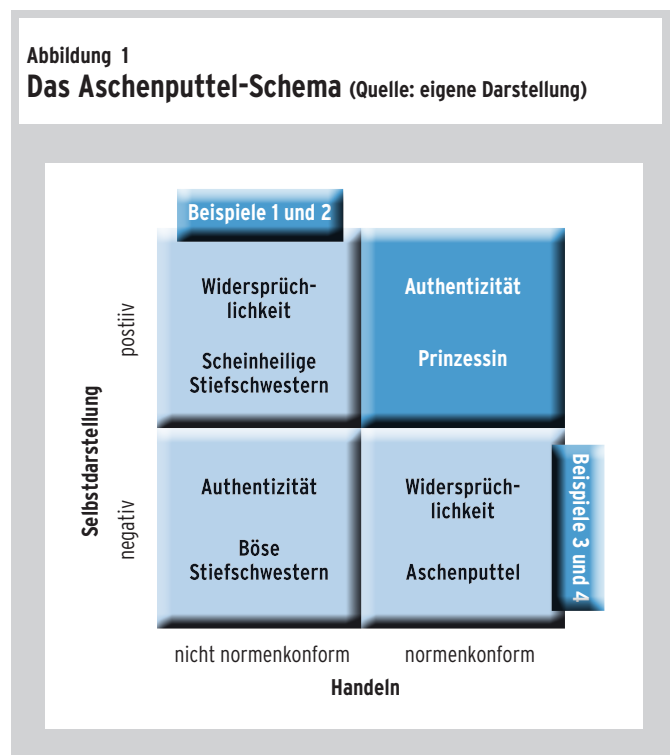 Abbildung 1
Das Aschenputtel-Schema (Quelle: eigene Darstellung)
Beispiele 1 und 2
Widersprüch-
lichkeit
Scheinheilige
Stiefschwestern
Authentizität
Prinzessin
Selbstdarstellung
postiiv
negativ
Authentizität
Böse
Stiefschwestern
Widersprüch-
lichkeit
Aschenputtel
Beispiele 3 und 4
nicht normenkonform
normenkonform
Handeln